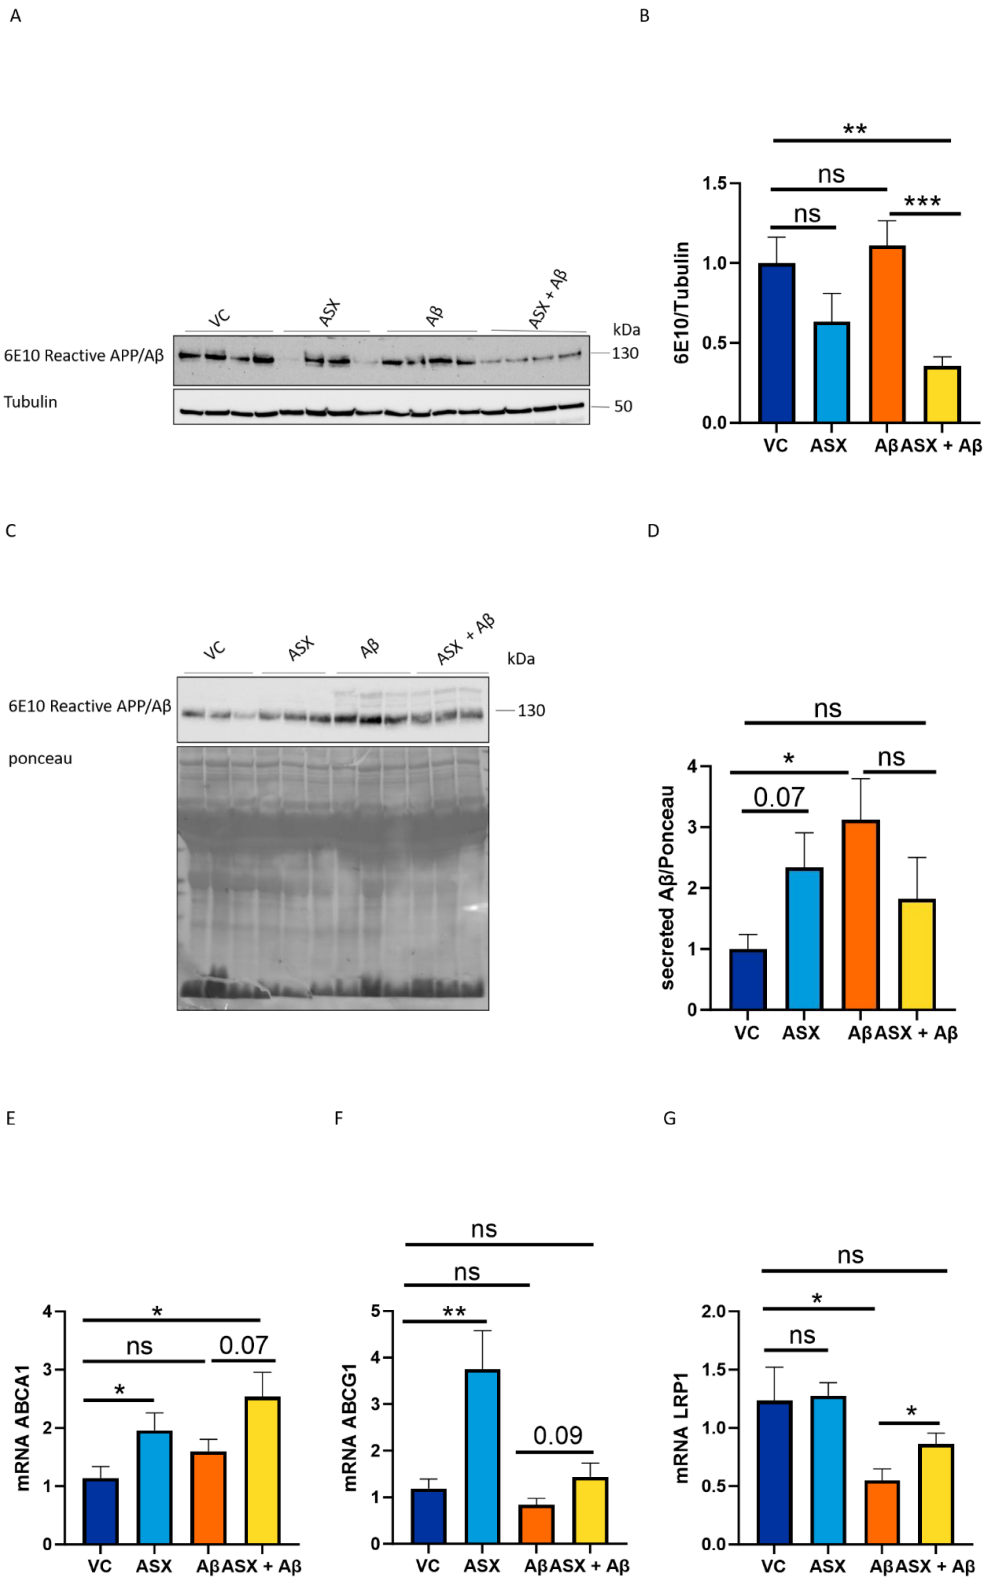 A
B
VC
ASX
Aβ
ASX + Aβ
kDa
6E10 Reactive APP/Aβ
130
Tubulin
50
**
ns
ns
***
1.5
1.0
0.5
0.0
6E10/Tubulin
VC ASX Aβ ASX + Aβ
C
D
VC
ASX
Aβ
ASX + Aβ
kDa
6E10 Reactive APP/Aβ
130
ponceau
ns
*
ns
0.07
4
3
2
1
0
secreted Aβ/Ponceau
VC ASX Aβ ASX + Aβ
E
F
G
*
ns
0.07
*
4
3
2
1
0
mRNA ABCA1
VC ASX Aβ ASX + Aβ
ns
ns
**
0.09
5
4
3
2
1
0
mRNA ABCG1
VC ASX Aβ ASX + Aβ
ns
*
ns
*
2.0
1.5
1.0
0.5
0.0
mRNA LRP1
VC ASX Aβ ASX + Aβ